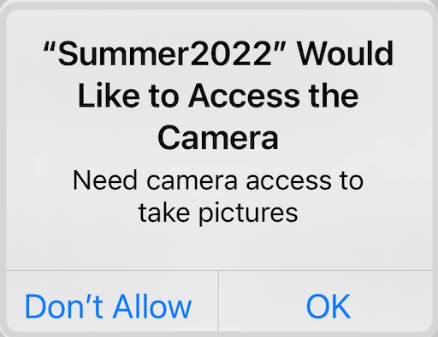 “Summer2022” Would
Like to Access the
Camera
Need camera access to
take pictures
Don’t Allow
OK